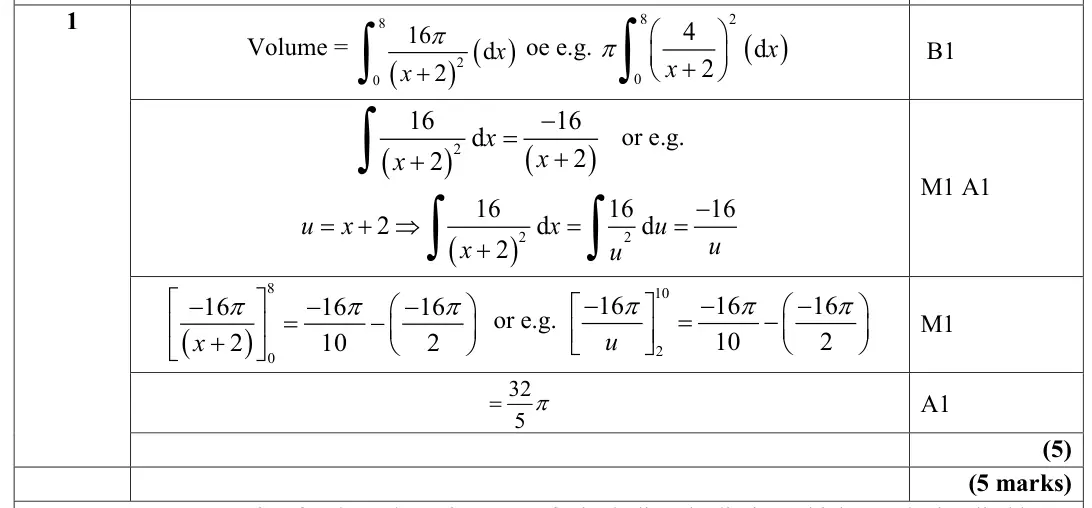 1
Volume = ∫₀⁸ 16π/(x+2)² (dx) oe e.g. π∫₀⁸ (4/(x+2))² (dx)
B1
∫ 16/(x+2)² dx = −16/(x+2) or e.g.
u = x+2 ⇒ ∫ 16/(x+2)² dx = ∫ 16/u² du = −16/u
M1 A1
[−16π/(x+2)]₀⁸ = −16π/10 − (−16π/2) or e.g. [−16π/u]₂¹⁰ = −16π/10 − (−16π/2)
M1
= 32/5 π
A1
(5)
(5 marks)